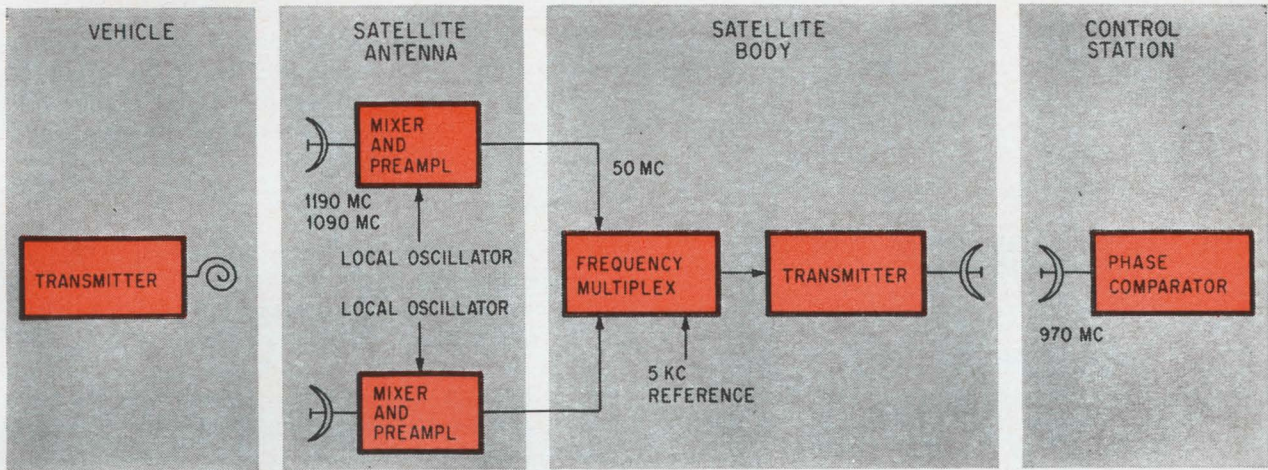 VEHICLE
TRANSMITTER
SATELLITE
ANTENNA
MIXER
AND
PREAMPL
1190 MC
1090 MC
LOCAL OSCILLATOR
LOCAL OSCILLATOR
MIXER
AND
PREAMPL
SATELLITE
BODY
50 MC
FREQUENCY
MULTIPLEX
TRANSMITTER
5 KC
REFERENCE
CONTROL
STATION
PHASE
COMPARATOR
970 MC